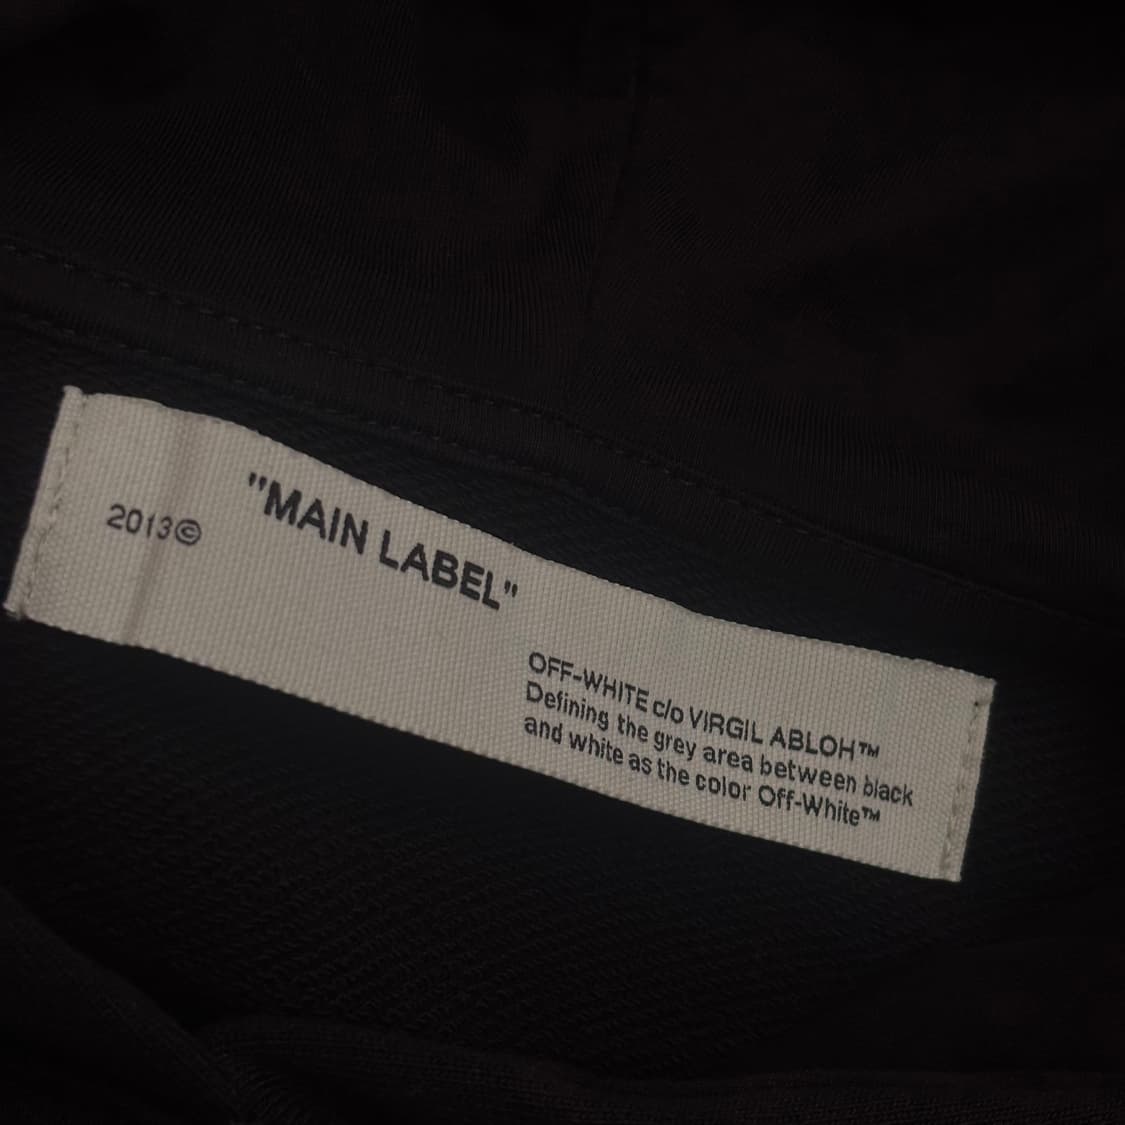 "MAIN LABEL"
2013©
OFF-WHITE c/o VIRGIL ABLOH™
Defining the grey area between black
and white as the color Off-White™